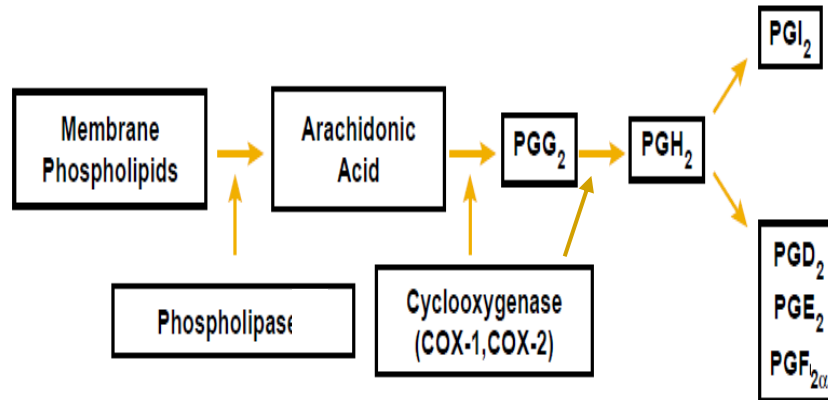 PGI₂
Membrane
Phospholipids
Arachidonic
Acid
PGG₂
PGH₂
Phospholipase
Cyclooxygenase
(COX-1,COX-2)
PGD₂
PGE₂
PGF₂α